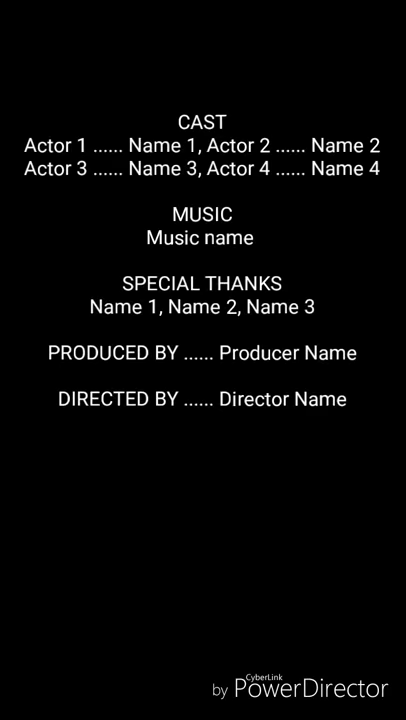 CAST
Actor 1 ...... Name 1, Actor 2 ...... Name 2
Actor 3 ...... Name 3, Actor 4 ...... Name 4
MUSIC
Music name
SPECIAL THANKS
Name 1, Name 2, Name 3
PRODUCED BY ...... Producer Name
DIRECTED BY ...... Director Name
CyberLink
by PowerDirector